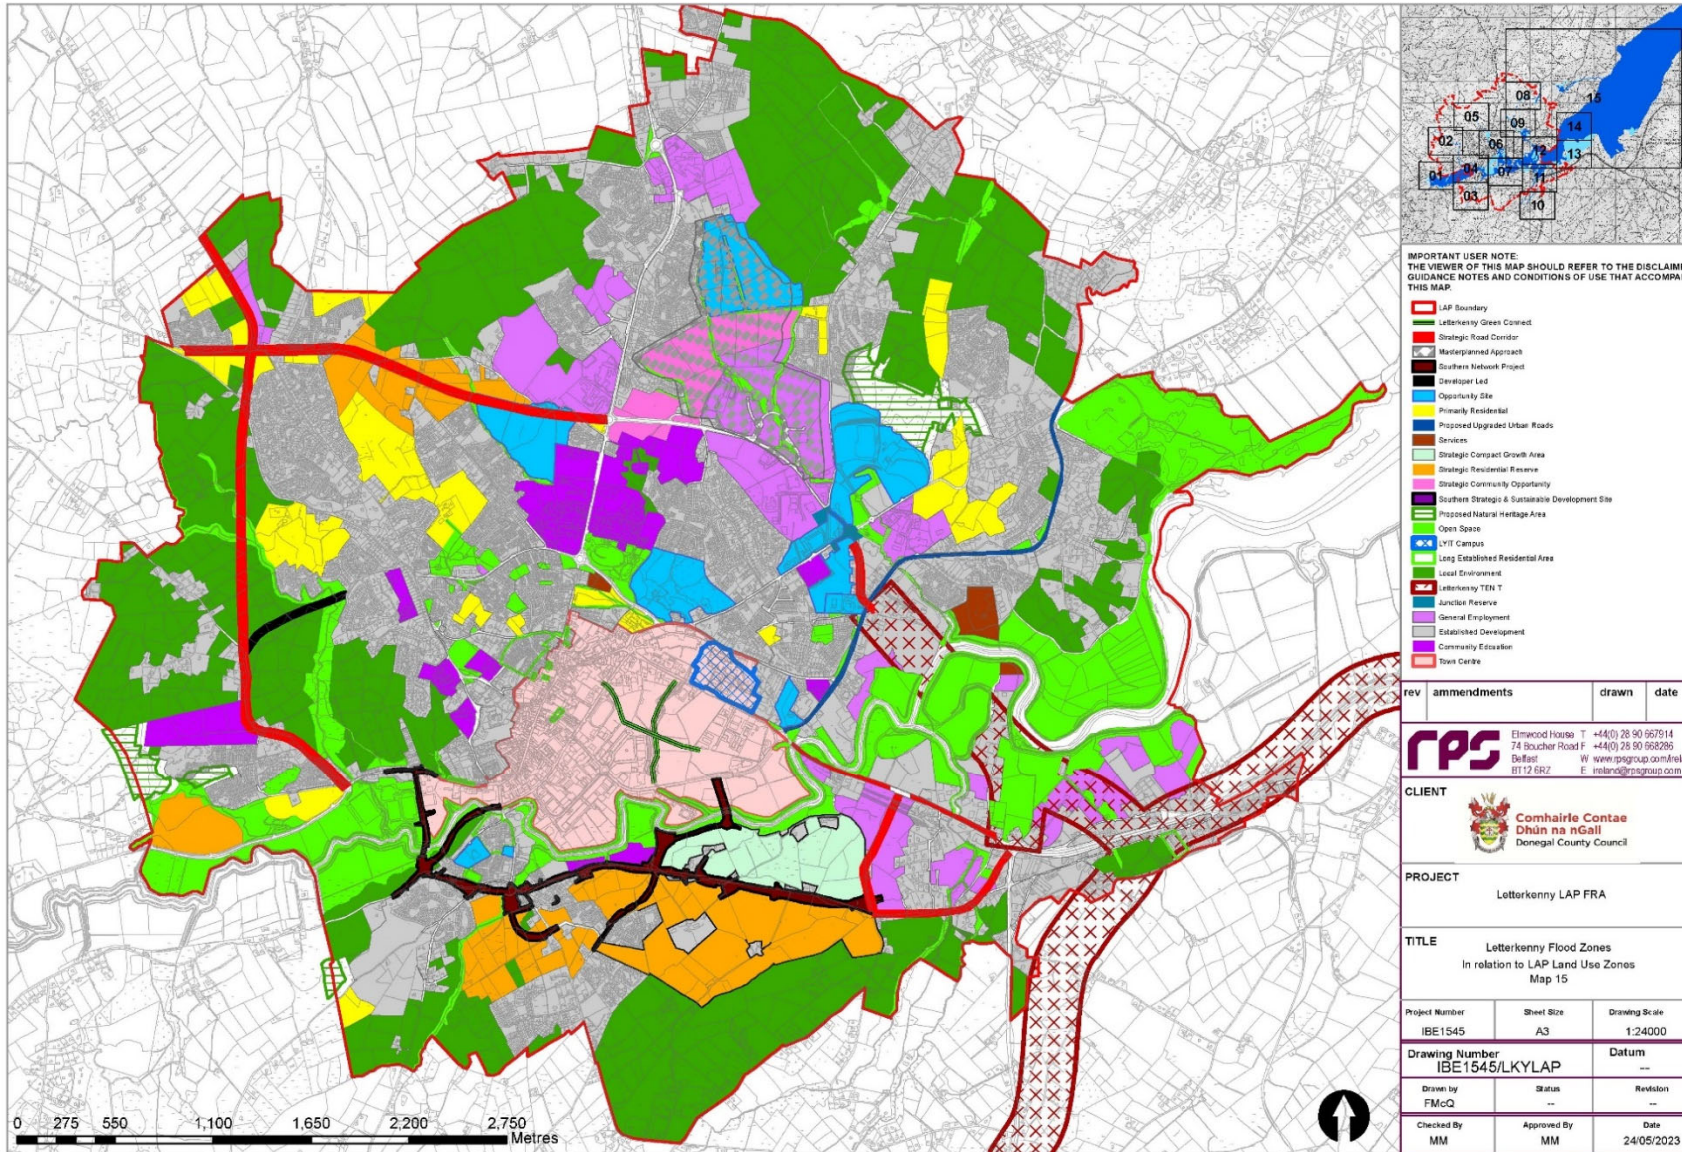 08
15
05
09
14
02
06
12
13
01
04
07
11
03
10
IMPORTANT USER NOTE:
THE VIEWER OF THIS MAP SHOULD REFER TO THE DISCLAIM
GUIDANCE NOTES AND CONDITIONS OF USE THAT ACCOMPA
THIS MAP.
LAP Boundary
Letterkenny Green Connect
Strategic Road Corridor
Masterplanned Approach
Southern Network Project
Developer Led
Opportunity Site
Primarily Residential
Proposed Upgraded Urban Roads
Services
Strategic Compact Growth Area
Strategic Residential Reserve
Strategic Community Opportunity
Southern Strategic & Sustainable Development Site
Proposed Natural Heritage Area
Open Space
LYIT Campus
Long Established Residential Area
Local Environment
Letterkenny TEN T
Junction Reserve
General Employment
Established Development
Community Edcuation
Town Centre
rev ammendments drawn date
rps
Elmwood House T +44(0) 28 90 667914
74 Boucher Road F +44(0) 28 90 668286
Belfast W www.rpsgroup.com/irel
BT12 6RZ E ireland@rpsgroup.com
CLIENT
Comhairle Contae
Dhún na nGall
Donegal County Council
PROJECT
Letterkenny LAP FRA
TITLE
Letterkenny Flood Zones
In relation to LAP Land Use Zones
Map 15
Project Number Sheet Size Drawing Scale
IBE1545 A3 1:24000
Drawing Number Datum
IBE1545/LKYLAP --
Drawn by Status Revision
FMcQ -- --
Checked By Approved By Date
MM MM 24/05/2023
0 275 550 1,100 1,650 2,200 2,750
Metres